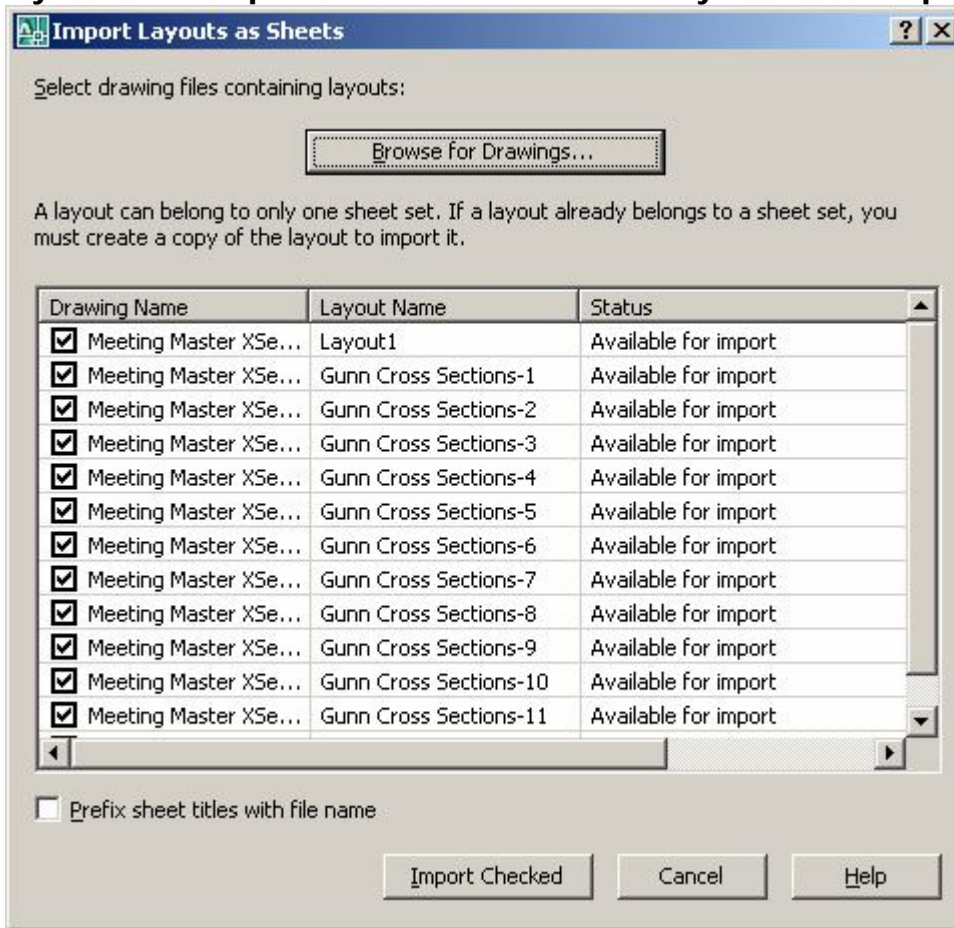 Import Layouts as Sheets
Select drawing files containing layouts:
Browse for Drawings...
A layout can belong to only one sheet set. If a layout already belongs to a sheet set, you
must create a copy of the layout to import it.
Drawing Name Layout Name Status
Meeting Master XSe... Layout1 Available for import
Meeting Master XSe... Gunn Cross Sections-1 Available for import
Meeting Master XSe... Gunn Cross Sections-2 Available for import
Meeting Master XSe... Gunn Cross Sections-3 Available for import
Meeting Master XSe... Gunn Cross Sections-4 Available for import
Meeting Master XSe... Gunn Cross Sections-5 Available for import
Meeting Master XSe... Gunn Cross Sections-6 Available for import
Meeting Master XSe... Gunn Cross Sections-7 Available for import
Meeting Master XSe... Gunn Cross Sections-8 Available for import
Meeting Master XSe... Gunn Cross Sections-9 Available for import
Meeting Master XSe... Gunn Cross Sections-10 Available for import
Meeting Master XSe... Gunn Cross Sections-11 Available for import
Prefix sheet titles with file name
Import Checked Cancel Help